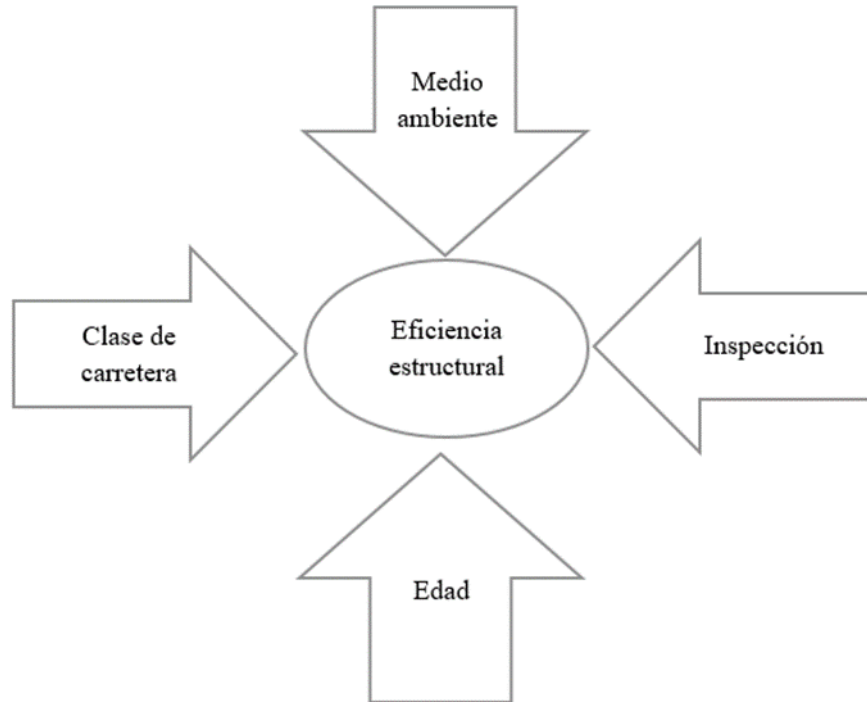 Medio
ambiente
Clase de
carretera
Eficiencia
estructural
Inspección
Edad